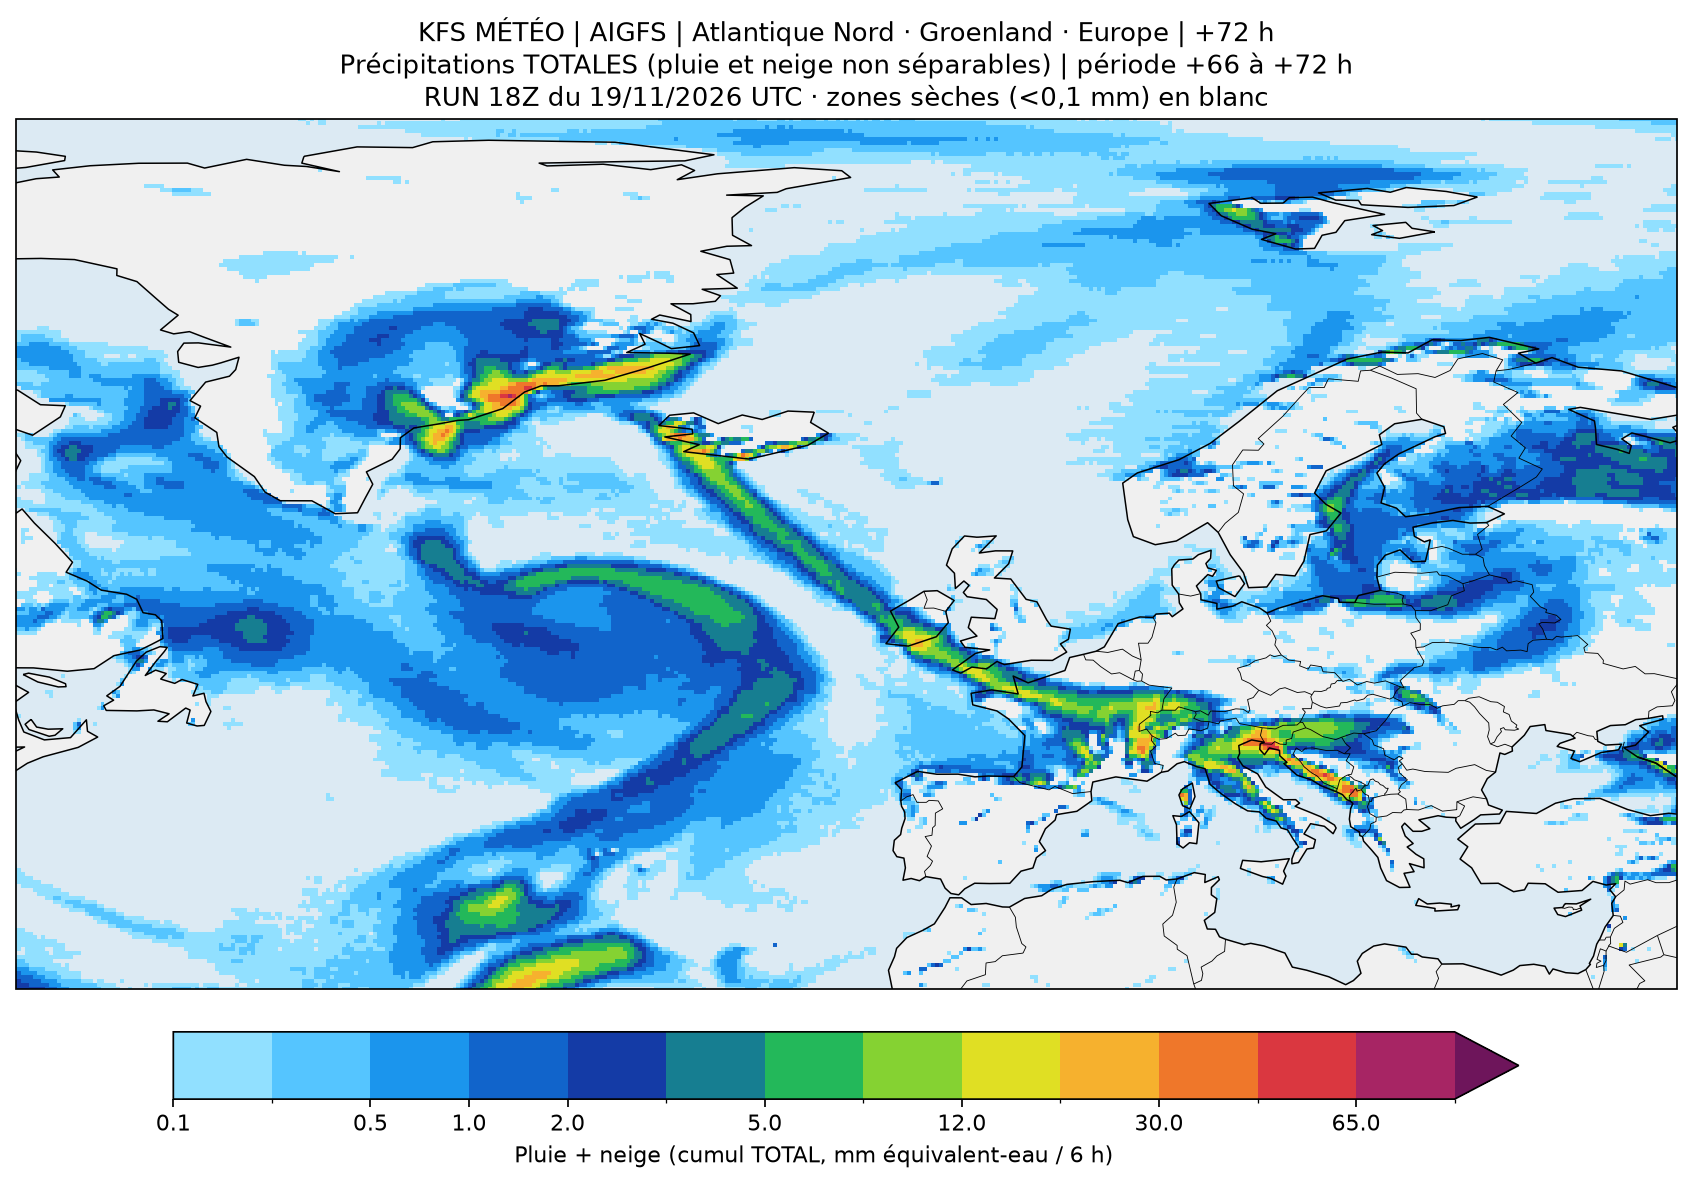 KFS MÉTÉO | AIGFS | Atlantique Nord · Groenland · Europe | +72 h
Précipitations TOTALES (pluie et neige non séparables) | période +66 à +72 h
RUN 18Z du 19/11/2026 UTC · zones sèches (<0,1 mm) en blanc
0.1 0.5 1.0 2.0 5.0 12.0 30.0 65.0
Pluie + neige (cumul TOTAL, mm équivalent-eau / 6 h)